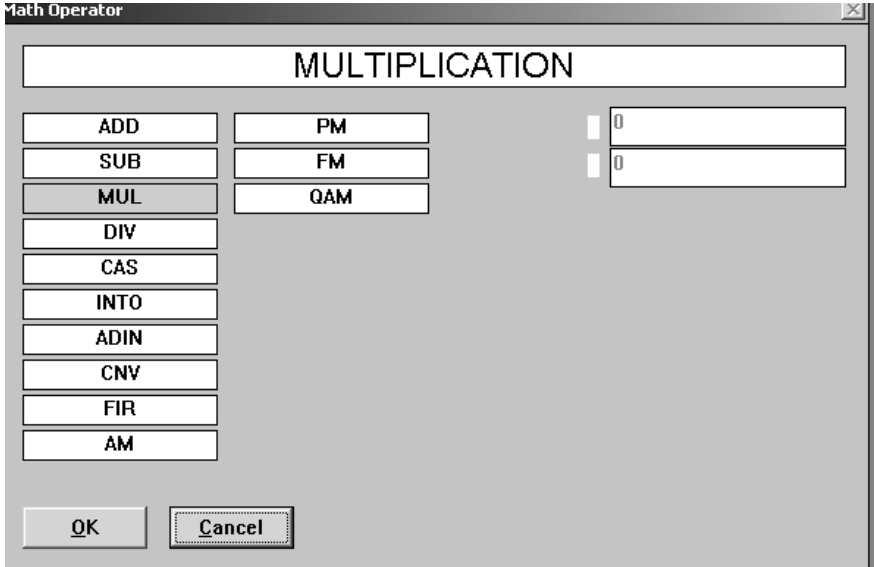 Math Operator
MULTIPLICATION
ADD
SUB
MUL
DIV
CAS
INTO
ADIN
CNV
FIR
AM
PM
FM
QAM
0
0
OK
Cancel